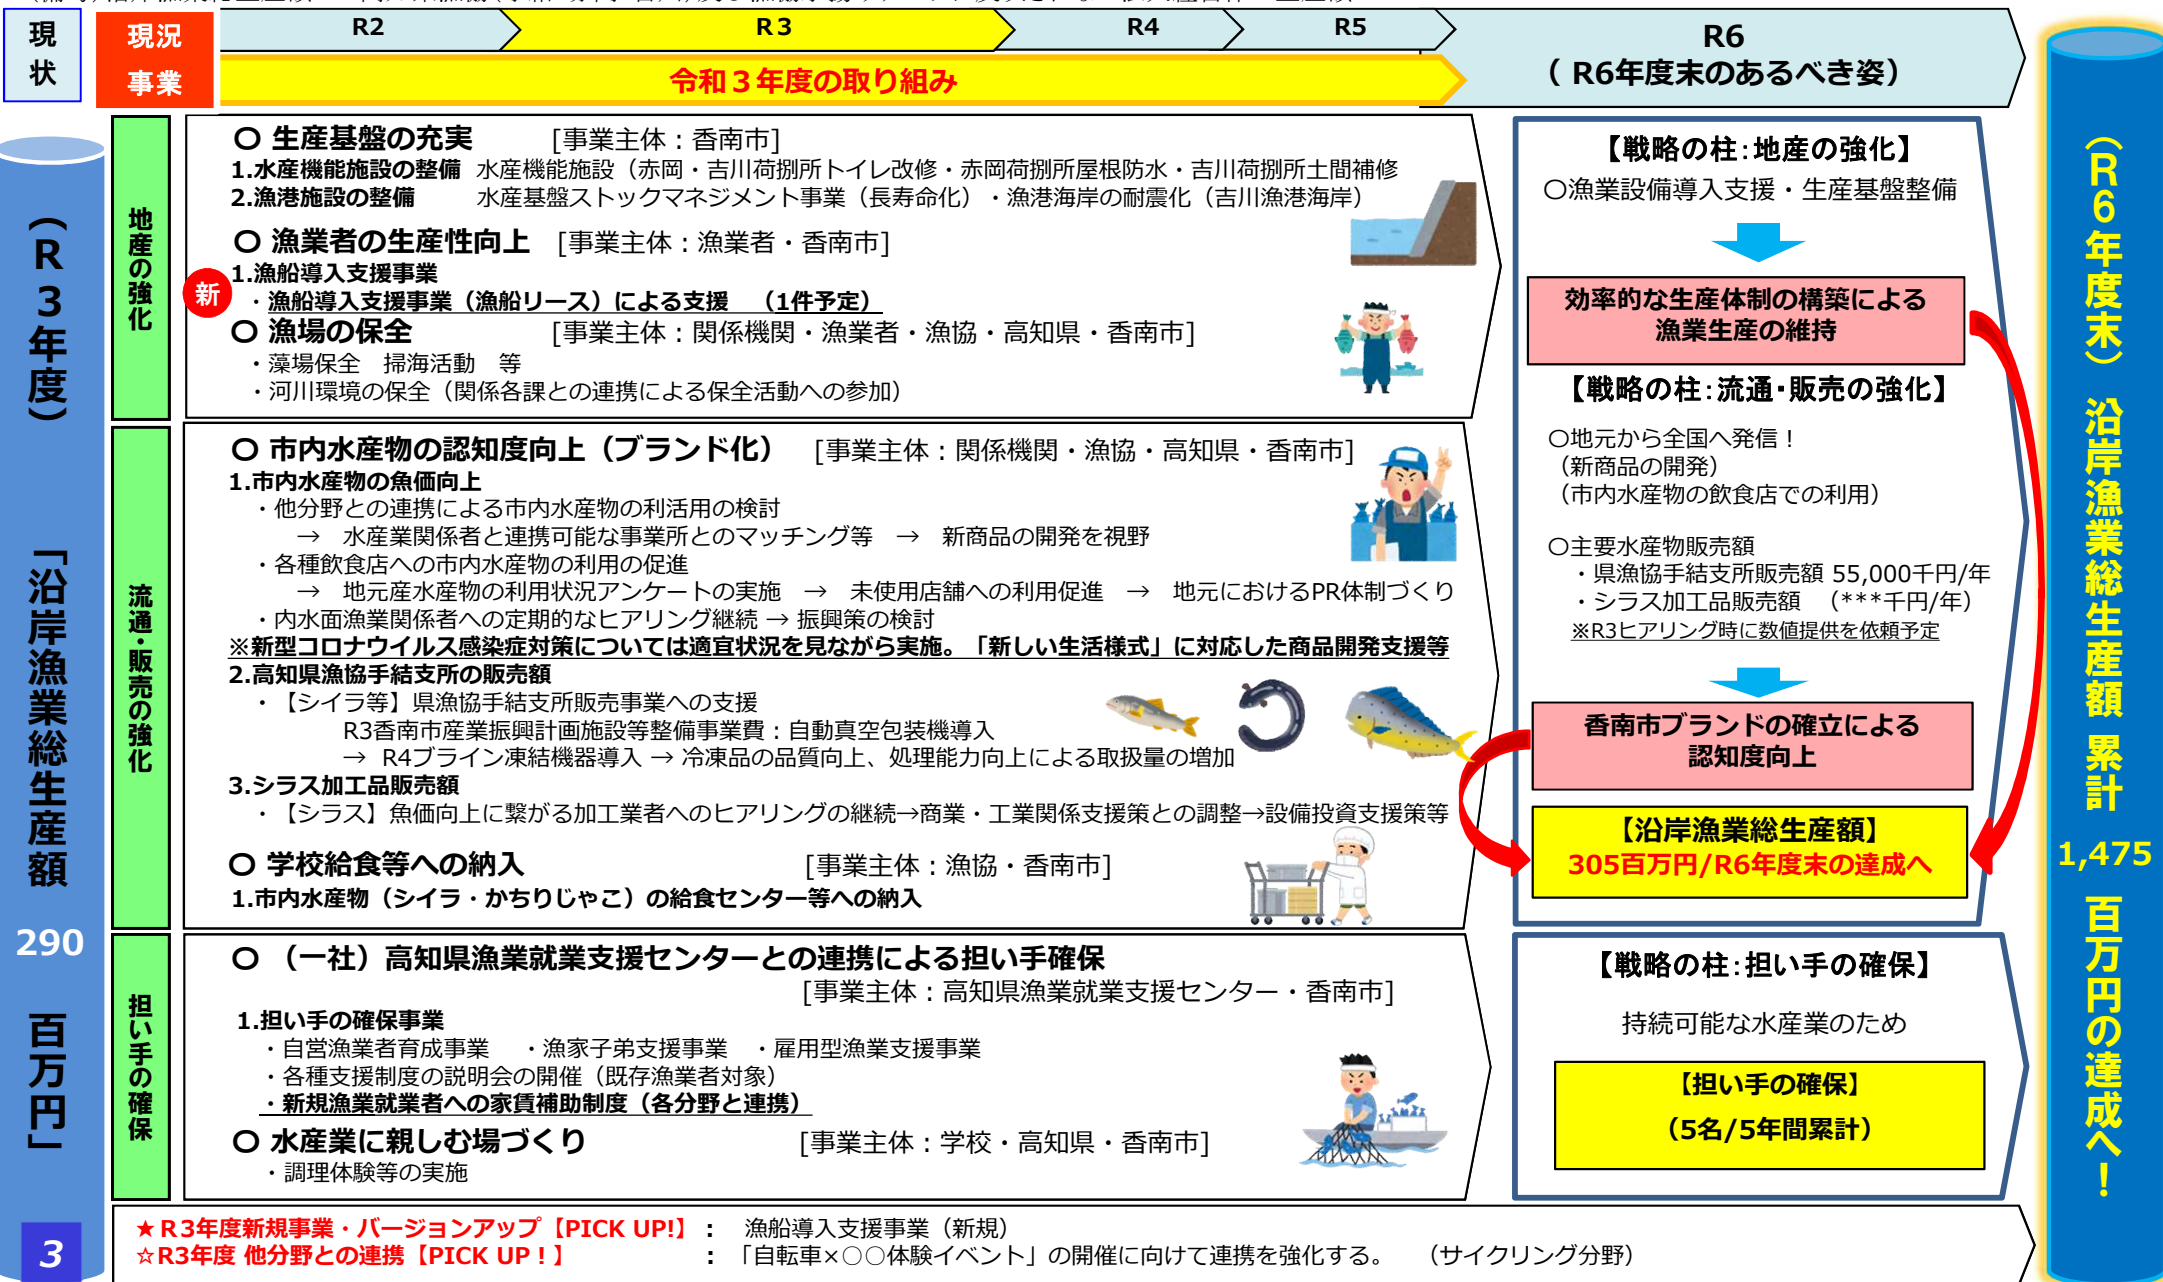 現状
現況
事業
R2
R3
R4
R5
R6
（ R6年度末のあるべき姿）
令和３年度の取り組み
（R３年度）　「沿岸漁業総生産額　290　百万円」
地産の強化
〇 生産基盤の充実　　［事業主体：香南市］
1.水産機能施設の整備　水産機能施設（赤岡・吉川荷捌所トイレ改修・赤岡荷捌所屋根防水・吉川荷捌所土間補修
2.漁港施設の整備　水産基盤ストックマネジメント事業（長寿命化）・漁港海岸の耐震化（吉川漁港海岸）
〇 漁業者の生産性向上　［事業主体：漁業者・香南市］
1.漁船導入支援事業
新
・漁船導入支援事業（漁船リース）による支援　（1件予定）
〇 漁場の保全　［事業主体：関係機関・漁業者・漁協・高知県・香南市］
・藻場保全　掃海活動　等
・河川環境の保全（関係各課との連携による保全活動への参加）
流通・販売の強化
〇 市内水産物の認知度向上（ブランド化）　［事業主体：関係機関・漁協・高知県・香南市］
1.市内水産物の魚価向上
・他分野との連携による市内水産物の利活用の検討
→　水産業関係者と連携可能な事業所とのマッチング等　→　新商品の開発を視野
・各種飲食店への市内水産物の利用の促進
→　地元産水産物の利用状況アンケートの実施　→　未使用店舗への利用促進　→　地元におけるPR体制づくり
・内水面漁業関係者への定期的なヒアリング継続 → 振興策の検討
※新型コロナウイルス感染症対策については適宜状況を見ながら実施。「新しい生活様式」に対応した商品開発支援等
2.高知県漁協手結支所の販売額
・【シイラ等】県漁協手結支所販売事業への支援
R3香南市産業振興計画施設等整備事業費：自動真空包装機導入
→　R4ブライン凍結機器導入 → 冷凍品の品質向上、処理能力向上による取扱量の増加
3.シラス加工品販売額
・【シラス】魚価向上に繋がる加工業者へのヒアリングの継続→商業・工業関係支援策との調整→設備投資支援策等
〇 学校給食等への納入　［事業主体：漁協・香南市］
1.市内水産物（シイラ・かちりじゃこ）の給食センター等への納入
担い手の確保
〇 （一社）高知県漁業就業支援センターとの連携による担い手確保
［事業主体：高知県漁業就業支援センター・香南市］
1.担い手の確保事業
・自営漁業者育成事業　・漁家子弟支援事業　・雇用型漁業支援事業
・各種支援制度の説明会の開催（既存漁業者対象）
・新規漁業就業者への家賃補助制度（各分野と連携）
〇 水産業に親しむ場づくり　［事業主体：学校・高知県・香南市］
・調理体験等の実施
【戦略の柱:地産の強化】
〇漁業設備導入支援・生産基盤整備
効率的な生産体制の構築による
漁業生産の維持
【戦略の柱:流通・販売の強化】
〇地元から全国へ発信！
（新商品の開発）
（市内水産物の飲食店での利用）
〇主要水産物販売額
・県漁協手結支所販売額 55,000千円/年
・シラス加工品販売額　（***千円/年）
※R3ヒアリング時に数値提供を依頼予定
香南市ブランドの確立による
認知度向上
【沿岸漁業総生産額】
305百万円/R6年度末の達成へ
【戦略の柱:担い手の確保】
持続可能な水産業のため
【担い手の確保】
（5名/5年間累計）
（R６年度末）　沿岸漁業総生産額　累計　1,475　百万円の達成へ！
★R3年度新規事業・バージョンアップ【PICK UP!】：　漁船導入支援事業（新規）
☆R3年度 他分野との連携【PICK UP！】　：　「自転車×〇〇体験イベント」の開催に向けて連携を強化する。　（サイクリング分野）
3